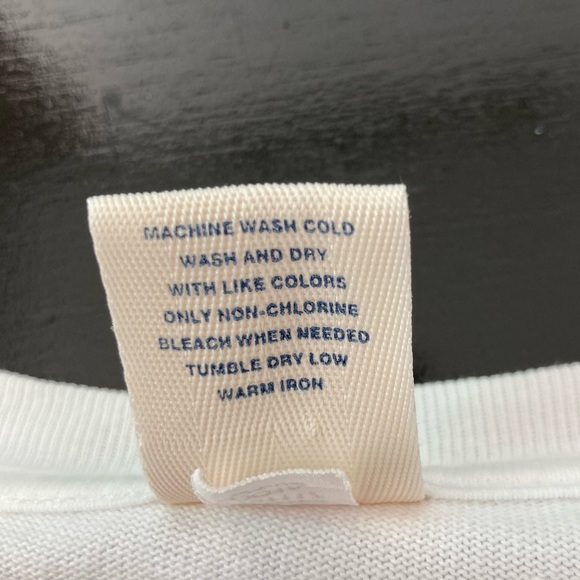 MACHINE WASH COLD
WASH AND DRY
WITH LIKE COLORS
ONLY NON-CHLORINE
BLEACH WHEN NEEDED
TUMBLE DRY LOW
WARM IRON